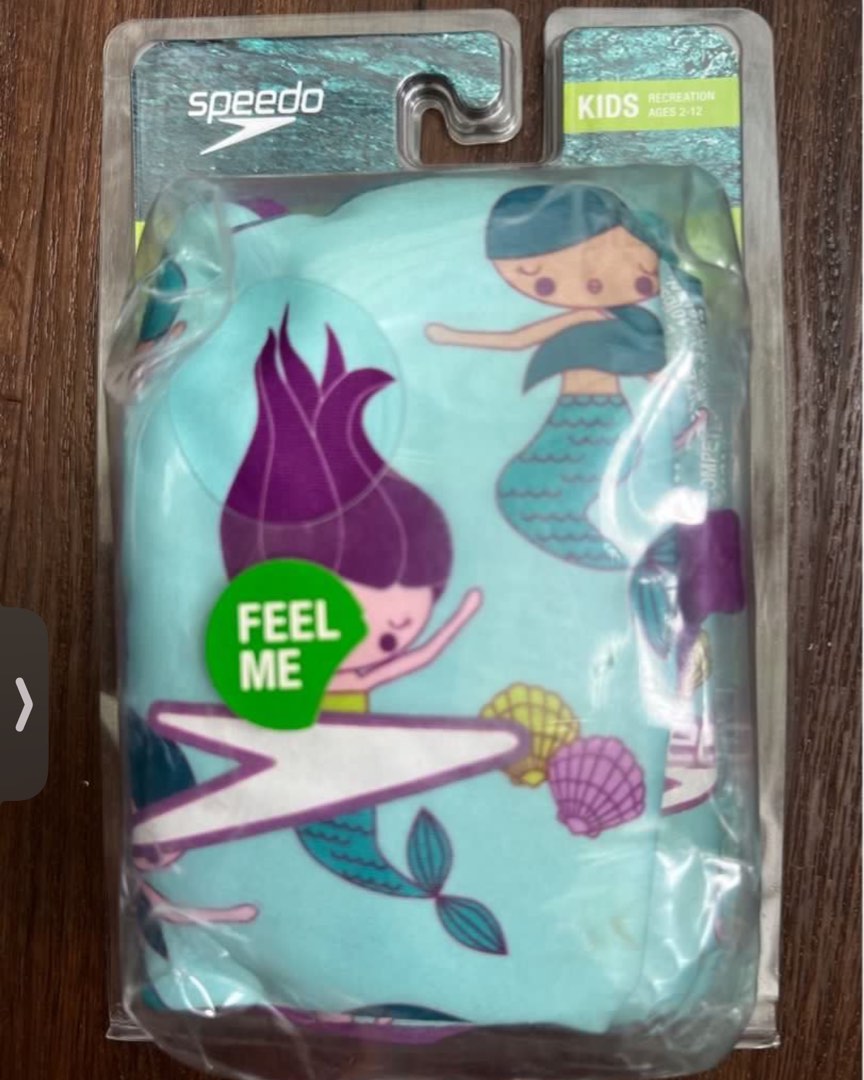 speedo
KIDS
RECREATION
AGES 2-12
FEEL
ME